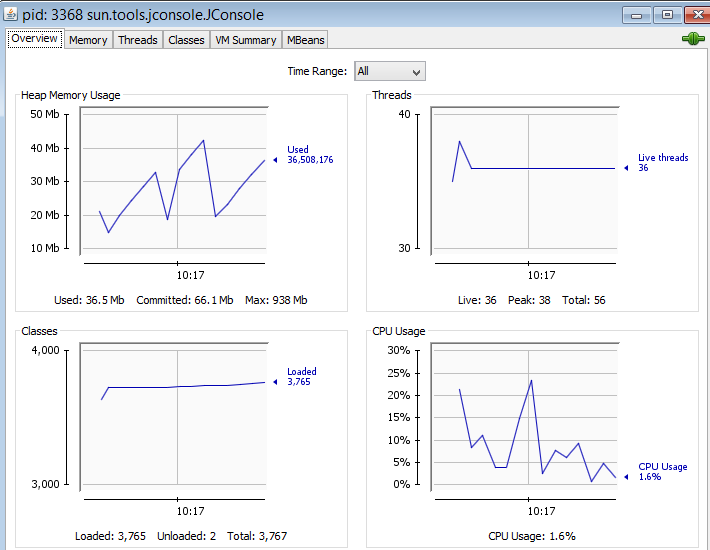 pid: 3368 sun.tools.jconsole.JConsole
Overview Memory Threads Classes VM Summary MBeans
Time Range: All
Heap Memory Usage
50 Mb
40 Mb
30 Mb
20 Mb
10 Mb
Used
36,508,176
10:17
Used: 36.5 Mb Committed: 66.1 Mb Max: 938 Mb
Threads
40
30
Live threads
36
10:17
Live: 36 Peak: 38 Total: 56
Classes
4,000
3,000
Loaded
3,765
10:17
Loaded: 3,765 Unloaded: 2 Total: 3,767
CPU Usage
30%
25%
20%
15%
10%
5%
0%
CPU Usage
1.6%
10:17
CPU Usage: 1.6%